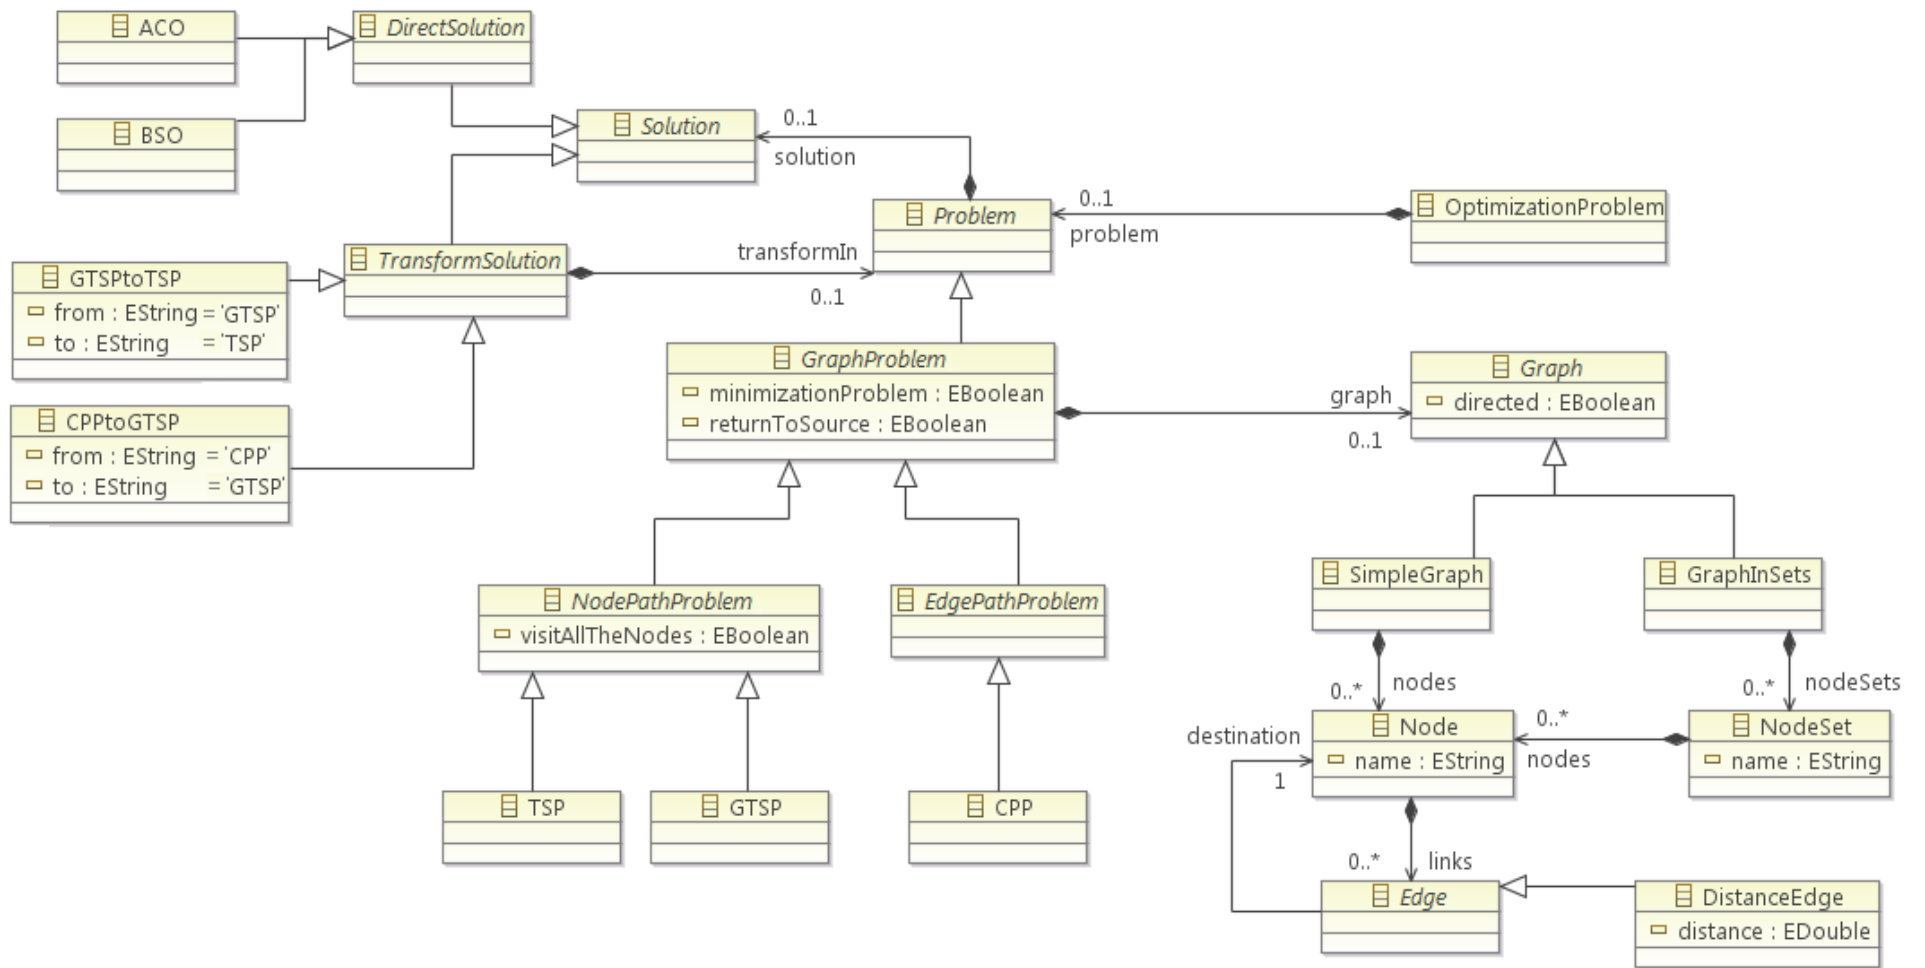 ACO
DirectSolution
BSO
Solution
0..1
solution
Problem
0..1
problem
OptimizationProblem
TransformSolution
transformIn
0..1
GTSPtoTSP
from : EString = 'GTSP'
to : EString = 'TSP'
CPPtoGTSP
from : EString = 'CPP'
to : EString = 'GTSP'
GraphProblem
minimizationProblem : EBoolean
returnToSource : EBoolean
graph
0..1
Graph
directed : EBoolean
NodePathProblem
visitAllTheNodes : EBoolean
EdgePathProblem
SimpleGraph
GraphInSets
0..* nodes
0..* nodeSets
TSP
GTSP
CPP
destination
1
Node
name : EString
0..*
nodes
NodeSet
name : EString
0..* links
Edge
DistanceEdge
distance : EDouble